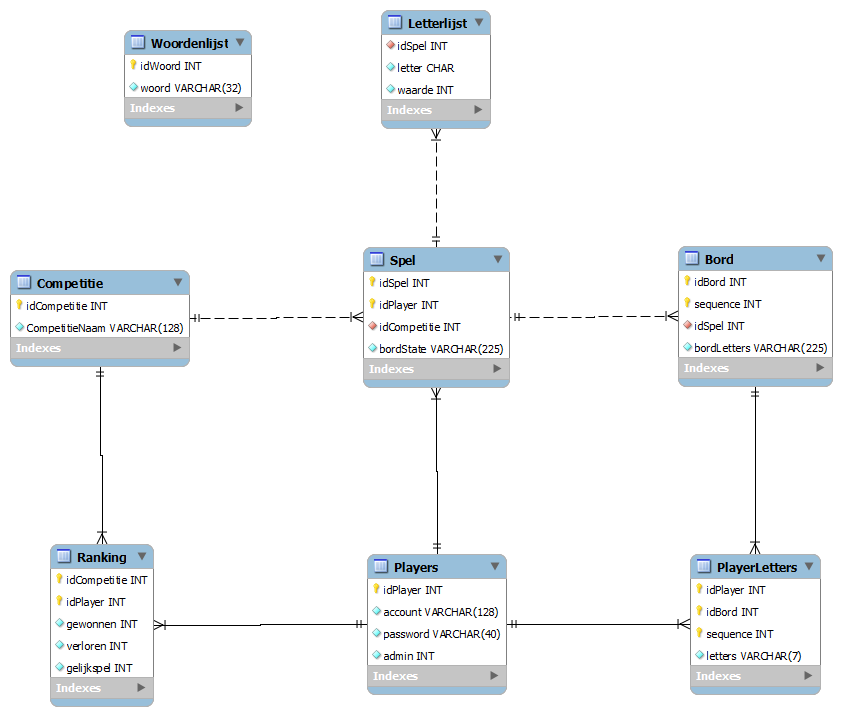 Woordenlijst
idWoord INT
woord VARCHAR(32)
Indexes
Letterlijst
idSpel INT
letter CHAR
waarde INT
Indexes
Competitie
idCompetitie INT
CompetitieNaam VARCHAR(128)
Indexes
Spel
idSpel INT
idPlayer INT
idCompetitie INT
bordState VARCHAR(225)
Indexes
Bord
idBord INT
sequence INT
idSpel INT
bordLetters VARCHAR(225)
Indexes
Ranking
idCompetitie INT
idPlayer INT
gewonnen INT
verloren INT
gelijkspel INT
Indexes
Players
idPlayer INT
account VARCHAR(128)
password VARCHAR(40)
admin INT
Indexes
PlayerLetters
idPlayer INT
idBord INT
sequence INT
letters VARCHAR(7)
Indexes